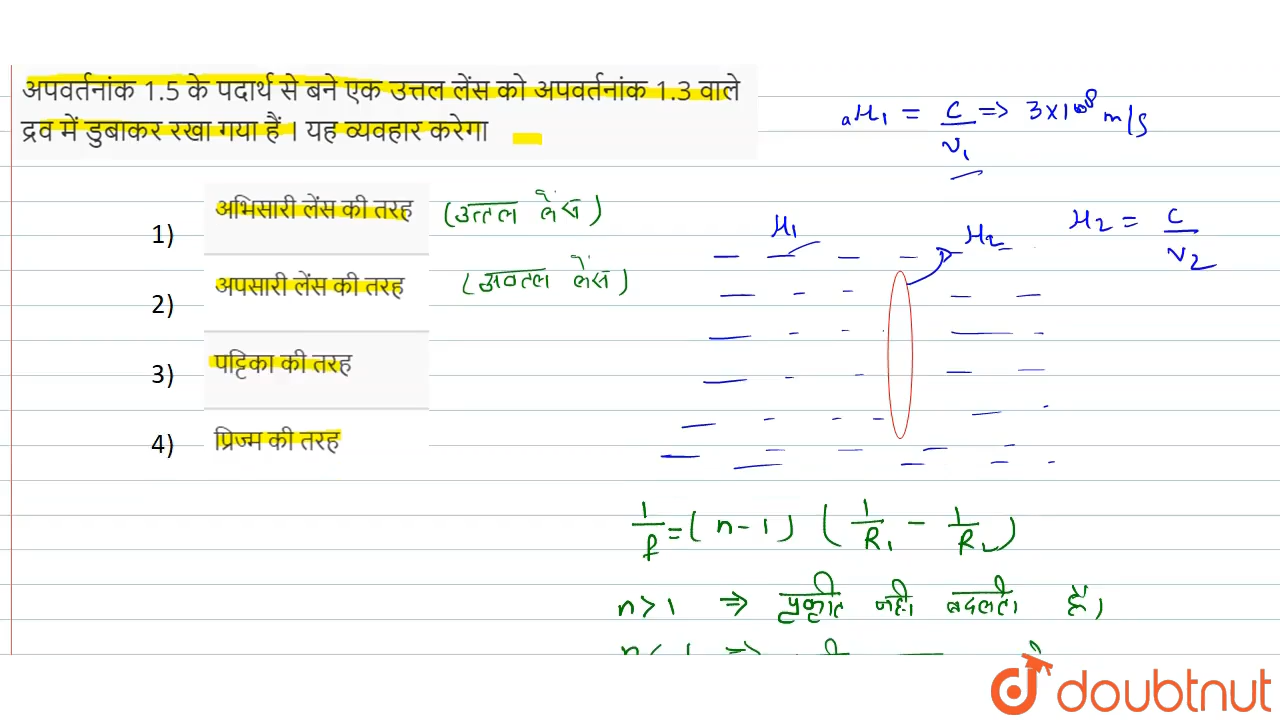 अपवर्तनांक 1.5 के पदार्थ से बने एक उत्तल लेंस को अपवर्तनांक 1.3 वाले
द्रव में डुबाकर रखा गया हैं । यह व्यवहार करेगा
1) अभिसारी लेंस की तरह (उत्तल लेंस)
2) अपसारी लेंस की तरह (अवतल लेंस)
3) पट्टिका की तरह
4) प्रिज्म की तरह
aμ1 = c/v1 => 3x10^8 m/s
μ1
μ2
μ2 = c/v2
1/f = (n-1) (1/R1 - 1/R2)
n>1 => प्रकृति नहीं बदलती है।
doubtnut